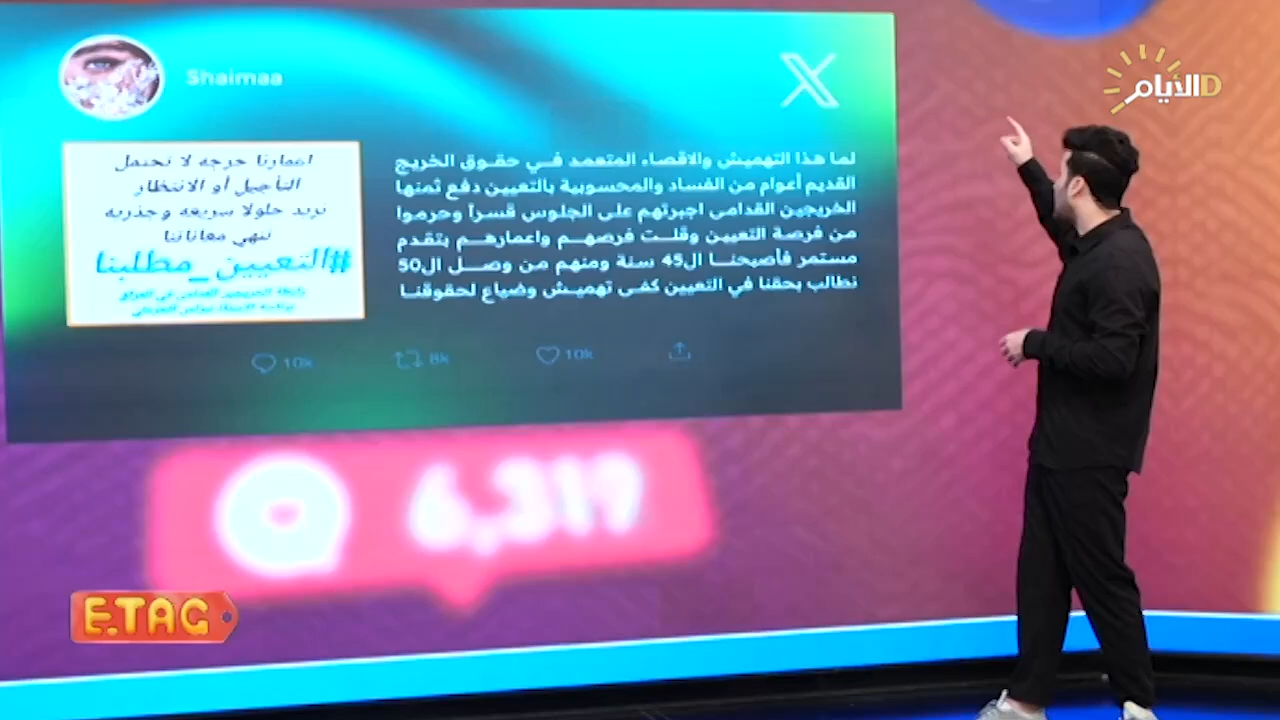 Shaimaa
الأيام
لما هذا التهميش والاقصاء المتعمد في حقوق الخريج
القديم أعوام من الفساد والمحسوبية بالتعيين دفع ثمنها
الخريجين القدامى اجبرتهم على الجلوس قسراً وحرموا
من فرصة التعيين وقلت فرصهم واعمارهم بتقدم
مستمر فأصبحنا ال45 سنة ومنهم من وصل ال50
نطالب بحقنا في التعيين كفى تهميش وضياع لحقوقنا
اعمارنا حرجة لا تحتمل
التأجيل أو الانتظار
نريد حلولا سريعة وجذرية
تنهي معاناتنا
#التعيين_مطلبنا
10k
8k
10k
6,319
E.TAG